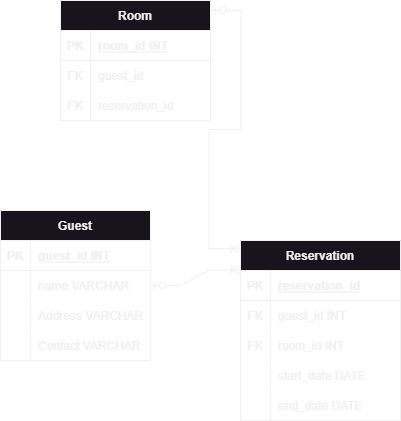 Room
PK room_id INT
FK guest_id
FK reservation_id
Guest
PK guest_id INT
name VARCHAR
Address VARCHAR
Contact VARCHAR
Reservation
PK reservation_id
FK guest_id INT
FK room_id INT
start_date DATE
end_date DATE